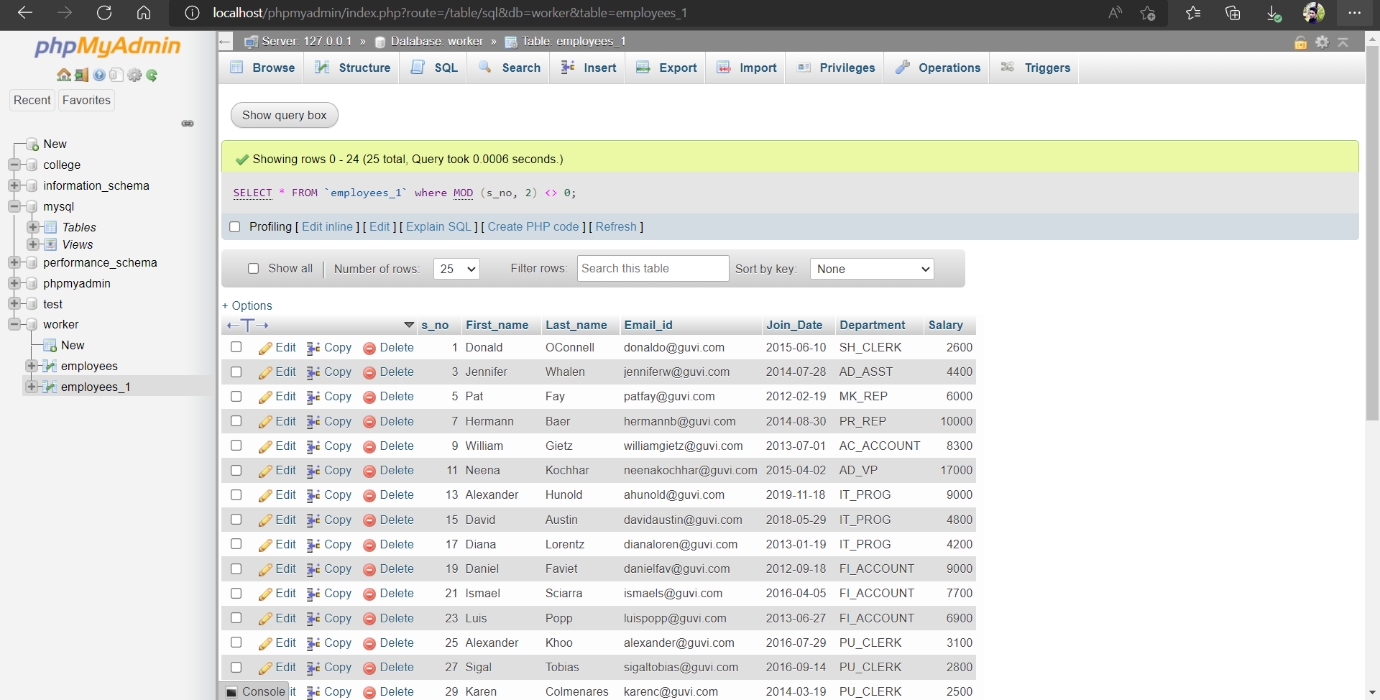 localhost/phpmyadmin/index.php?route=/table/sql&db=worker&table=employees_1
phpMyAdmin
Recent Favorites
New
college
information_schema
mysql
Tables
Views
performance_schema
phpmyadmin
test
worker
New
employees
employees_1
Server: 127.0.0.1 » Database: worker » Table: employees_1
Browse Structure SQL Search Insert Export Import Privileges Operations Triggers
Show query box
Showing rows 0 - 24 (25 total, Query took 0.0006 seconds.)
SELECT * FROM `employees_1` where MOD (s_no, 2) <> 0;
Profiling [ Edit inline ] [ Edit ] [ Explain SQL ] [ Create PHP code ] [ Refresh ]
Show all Number of rows: 25 Filter rows: Search this table Sort by key: None
+ Options
←T→ s_no First_name Last_name Email_id Join_Date Department Salary
Edit Copy Delete 1 Donald OConnell donaldo@guvi.com 2015-06-10 SH_CLERK 2600
Edit Copy Delete 3 Jennifer Whalen jenniferw@guvi.com 2014-07-28 AD_ASST 4400
Edit Copy Delete 5 Pat Fay patfay@guvi.com 2012-02-19 MK_REP 6000
Edit Copy Delete 7 Hermann Baer hermannb@guvi.com 2014-08-30 PR_REP 10000
Edit Copy Delete 9 William Gietz williamgietz@guvi.com 2013-07-01 AC_ACCOUNT 8300
Edit Copy Delete 11 Neena Kochhar neenakochhar@guvi.com 2015-04-02 AD_VP 17000
Edit Copy Delete 13 Alexander Hunold ahunold@guvi.com 2019-11-18 IT_PROG 9000
Edit Copy Delete 15 David Austin davidaustin@guvi.com 2018-05-29 IT_PROG 4800
Edit Copy Delete 17 Diana Lorentz dianaloren@guvi.com 2013-01-19 IT_PROG 4200
Edit Copy Delete 19 Daniel Faviet danielfav@guvi.com 2012-09-18 FI_ACCOUNT 9000
Edit Copy Delete 21 Ismael Sciarra ismaels@guvi.com 2016-04-05 FI_ACCOUNT 7700
Edit Copy Delete 23 Luis Popp luispopp@guvi.com 2013-06-27 FI_ACCOUNT 6900
Edit Copy Delete 25 Alexander Khoo alexander@guvi.com 2016-07-29 PU_CLERK 3100
Edit Copy Delete 27 Sigal Tobias sigaltobias@guvi.com 2016-09-14 PU_CLERK 2800
Console it Copy Delete 29 Karen Colmenares karenc@guvi.com 2014-03-19 PU_CLERK 2500